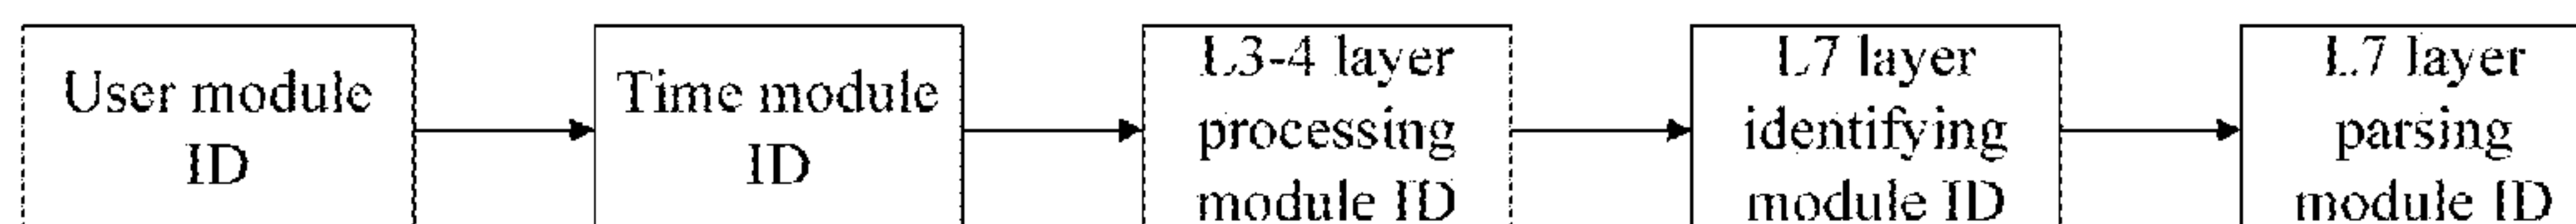 User module
ID
Time module
ID
L3-4 layer
processing
module ID
L7 layer
identifying
module ID
L7 layer
parsing
module ID